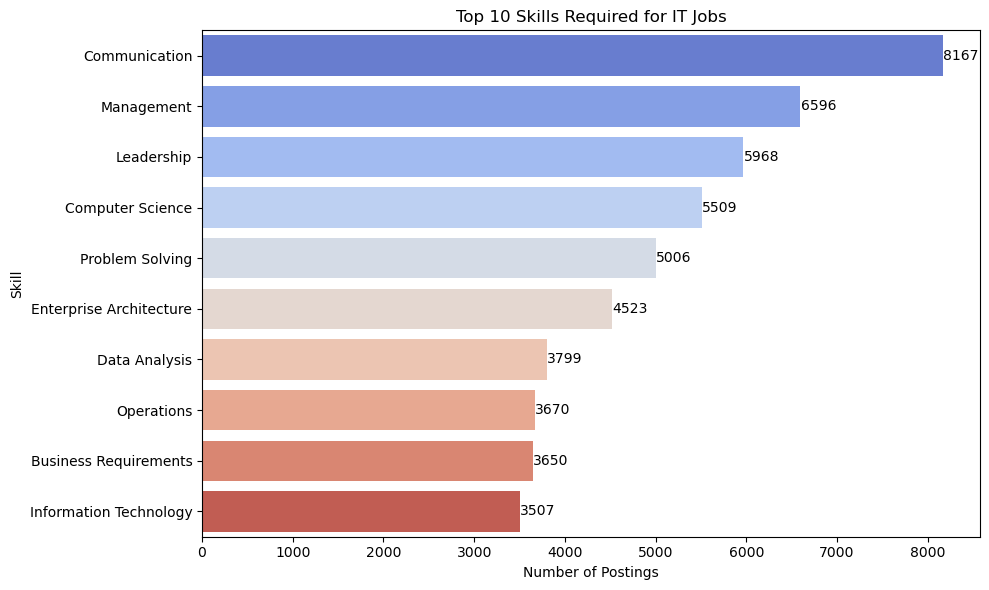 Top 10 Skills Required for IT Jobs
Communication 8167
Management 6596
Leadership 5968
Computer Science 5509
Problem Solving 5006
Enterprise Architecture 4523
Data Analysis 3799
Operations 3670
Business Requirements 3650
Information Technology 3507
Skill
0 1000 2000 3000 4000 5000 6000 7000 8000
Number of Postings